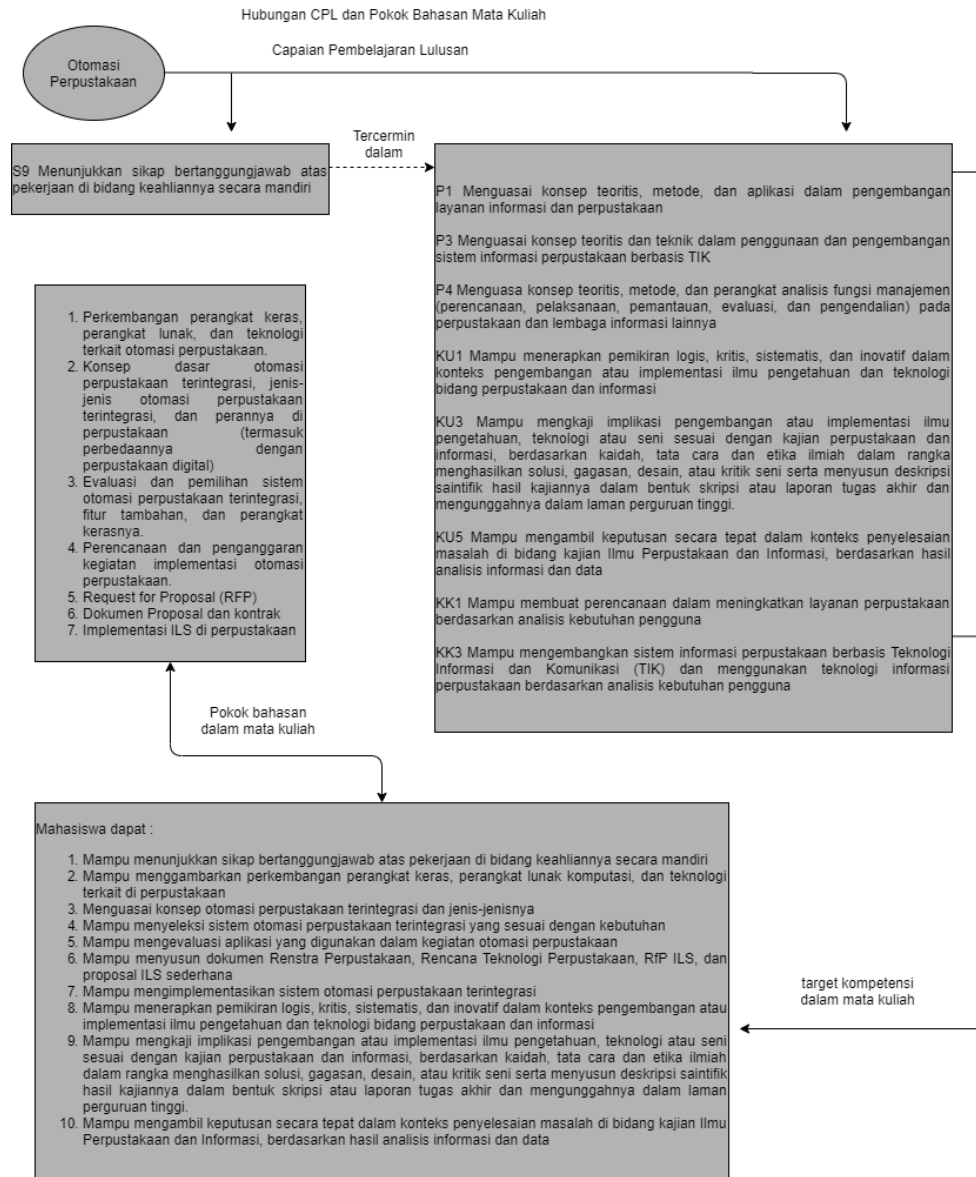 Hubungan CPL dan Pokok Bahasan Mata Kuliah
Capaian Pembelajaran Lulusan
Otomasi
Perpustakaan
S9 Menunjukkan sikap bertanggungjawab atas
pekerjaan di bidang keahliannya secara mandiri
Tercermin
dalam
P1 Menguasai konsep teoritis, metode, dan aplikasi dalam pengembangan
layanan informasi dan perpustakaan
P3 Menguasai konsep teoritis dan teknik dalam penggunaan dan pengembangan
sistem informasi perpustakaan berbasis TIK
P4 Menguasa konsep teoritis, metode, dan perangkat analisis fungsi manajemen
(perencanaan, pelaksanaan, pemantauan, evaluasi, dan pengendalian) pada
perpustakaan dan lembaga informasi lainnya
KU1 Mampu menerapkan pemikiran logis, kritis, sistematis, dan inovatif dalam
konteks pengembangan atau implementasi ilmu pengetahuan dan teknologi
bidang perpustakaan dan informasi
KU3 Mampu mengkaji implikasi pengembangan atau implementasi ilmu
pengetahuan, teknologi atau seni sesuai dengan kajian perpustakaan dan
informasi, berdasarkan kaidah, tata cara dan etika ilmiah dalam rangka
menghasilkan solusi, gagasan, desain, atau kritik seni serta menyusun deskripsi
saintifik hasil kajiannya dalam bentuk skripsi atau laporan tugas akhir dan
mengunggahnya dalam laman perguruan tinggi.
KU5 Mampu mengambil keputusan secara tepat dalam konteks penyelesaian
masalah di bidang kajian Ilmu Perpustakaan dan Informasi, berdasarkan hasil
analisis informasi dan data
KK1 Mampu membuat perencanaan dalam meningkatkan layanan perpustakaan
berdasarkan analisis kebutuhan pengguna
KK3 Mampu mengembangkan sistem informasi perpustakaan berbasis Teknologi
Informasi dan Komunikasi (TIK) dan menggunakan teknologi informasi
perpustakaan berdasarkan analisis kebutuhan pengguna
1. Perkembangan perangkat keras,
perangkat lunak, dan teknologi
terkait otomasi perpustakaan.
2. Konsep dasar otomasi
perpustakaan terintegrasi, jenis-
jenis otomasi perpustakaan
terintegrasi, dan perannya di
perpustakaan (termasuk
perbedaannya dengan
perpustakaan digital)
3. Evaluasi dan pemilihan sistem
otomasi perpustakaan terintegrasi,
fitur tambahan, dan perangkat
kerasnya.
4. Perencanaan dan penganggaran
kegiatan implementasi otomasi
perpustakaan.
5. Request for Proposal (RFP)
6. Dokumen Proposal dan kontrak
7. Implementasi ILS di perpustakaan
Pokok bahasan
dalam mata kuliah
Mahasiswa dapat :
1. Mampu menunjukkan sikap bertanggungjawab atas pekerjaan di bidang keahliannya secara mandiri
2. Mampu menggambarkan perkembangan perangkat keras, perangkat lunak komputasi, dan teknologi
terkait di perpustakaan
3. Menguasai konsep otomasi perpustakaan terintegrasi dan jenis-jenisnya
4. Mampu menyeleksi sistem otomasi perpustakaan terintegrasi yang sesuai dengan kebutuhan
5. Mampu mengevaluasi aplikasi yang digunakan dalam kegiatan otomasi perpustakaan
6. Mampu menyusun dokumen Renstra Perpustakaan, Rencana Teknologi Perpustakaan, RfP ILS, dan
proposal ILS sederhana
7. Mampu mengimplementasikan sistem otomasi perpustakaan terintegrasi
8. Mampu menerapkan pemikiran logis, kritis, sistematis, dan inovatif dalam konteks pengembangan atau
implementasi ilmu pengetahuan dan teknologi bidang perpustakaan dan informasi
9. Mampu mengkaji implikasi pengembangan atau implementasi ilmu pengetahuan, teknologi atau seni
sesuai dengan kajian perpustakaan dan informasi, berdasarkan kaidah, tata cara dan etika ilmiah
dalam rangka menghasilkan solusi, gagasan, desain, atau kritik seni serta menyusun deskripsi saintifik
hasil kajiannya dalam bentuk skripsi atau laporan tugas akhir dan mengunggahnya dalam laman
perguruan tinggi.
10. Mampu mengambil keputusan secara tepat dalam konteks penyelesaian masalah di bidang kajian Ilmu
Perpustakaan dan Informasi, berdasarkan hasil analisis informasi dan data
target kompetensi
dalam mata kuliah